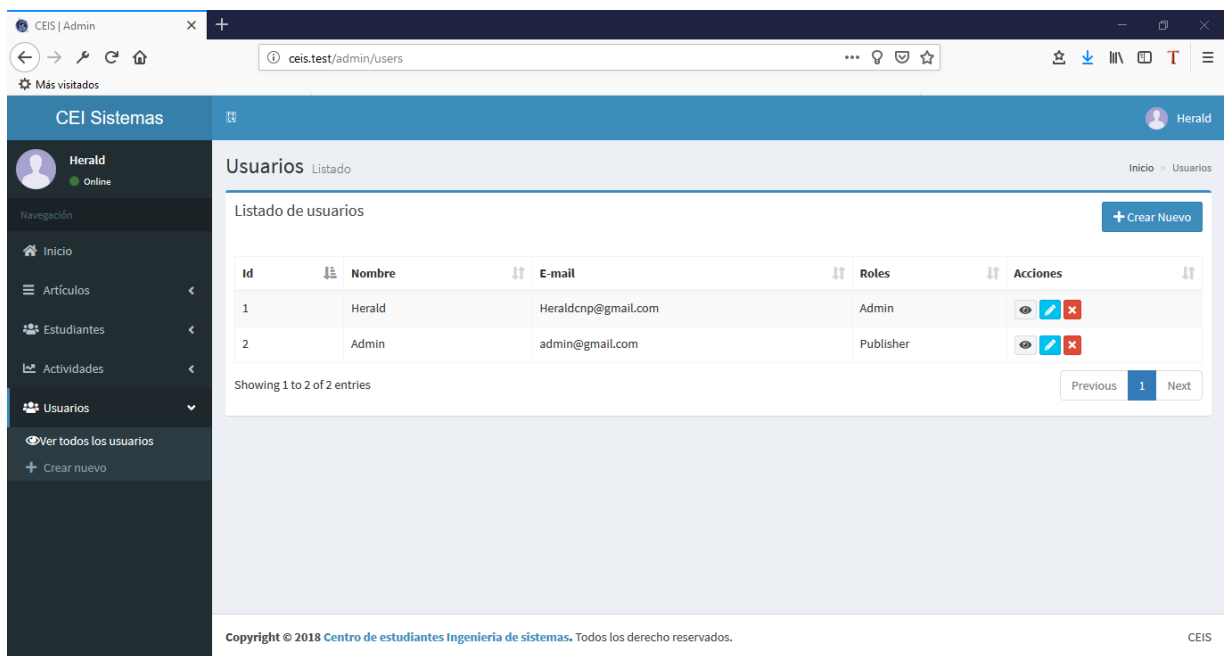 CEIS | Admin
ceis.test/admin/users
Más visitados
CEI Sistemas
Herald
Herald
Online
Usuarios Listado
Inicio > Usuarios
Navegación
Inicio
Artículos
Estudiantes
Actividades
Usuarios
Ver todos los usuarios
Crear nuevo
Listado de usuarios
Crear Nuevo
Id Nombre E-mail Roles Acciones
1 Herald Heraldcnp@gmail.com Admin
2 Admin admin@gmail.com Publisher
Showing 1 to 2 of 2 entries
Previous 1 Next
Copyright © 2018 Centro de estudiantes Ingenieria de sistemas. Todos los derecho reservados.
CEIS